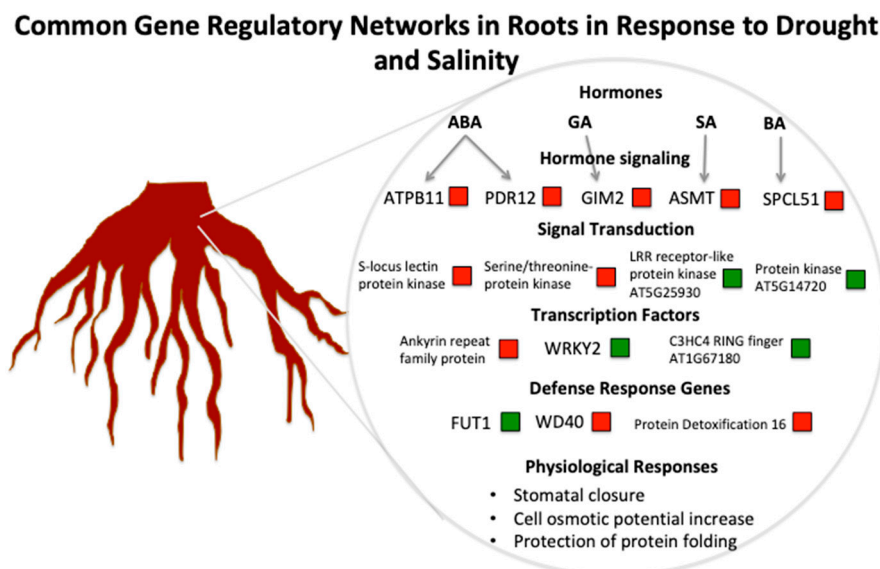 Common Gene Regulatory Networks in Roots in Response to Drought
and Salinity
Hormones
ABA GA SA BA
Hormone signaling
ATPB11 PDR12 GIM2 ASMT SPCL51
Signal Transduction
S-locus lectin
protein kinase
Serine/threonine-
protein kinase
LRR receptor-like
protein kinase
AT5G25930
Protein kinase
AT5G14720
Transcription Factors
Ankyrin repeat
family protein
WRKY2
C3HC4 RING finger
AT1G67180
Defense Response Genes
FUT1 WD40 Protein Detoxification 16
Physiological Responses
• Stomatal closure
• Cell osmotic potential increase
• Protection of protein folding